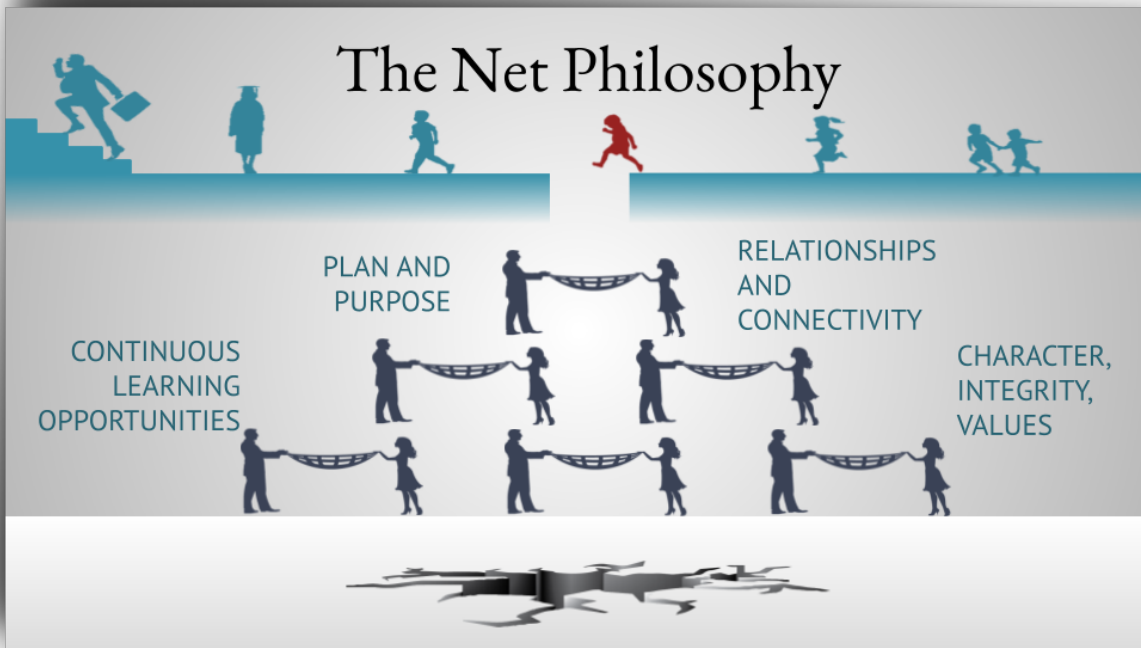 The Net Philosophy
PLAN AND
PURPOSE
RELATIONSHIPS
AND
CONNECTIVITY
CONTINUOUS
LEARNING
OPPORTUNITIES
CHARACTER,
INTEGRITY,
VALUES